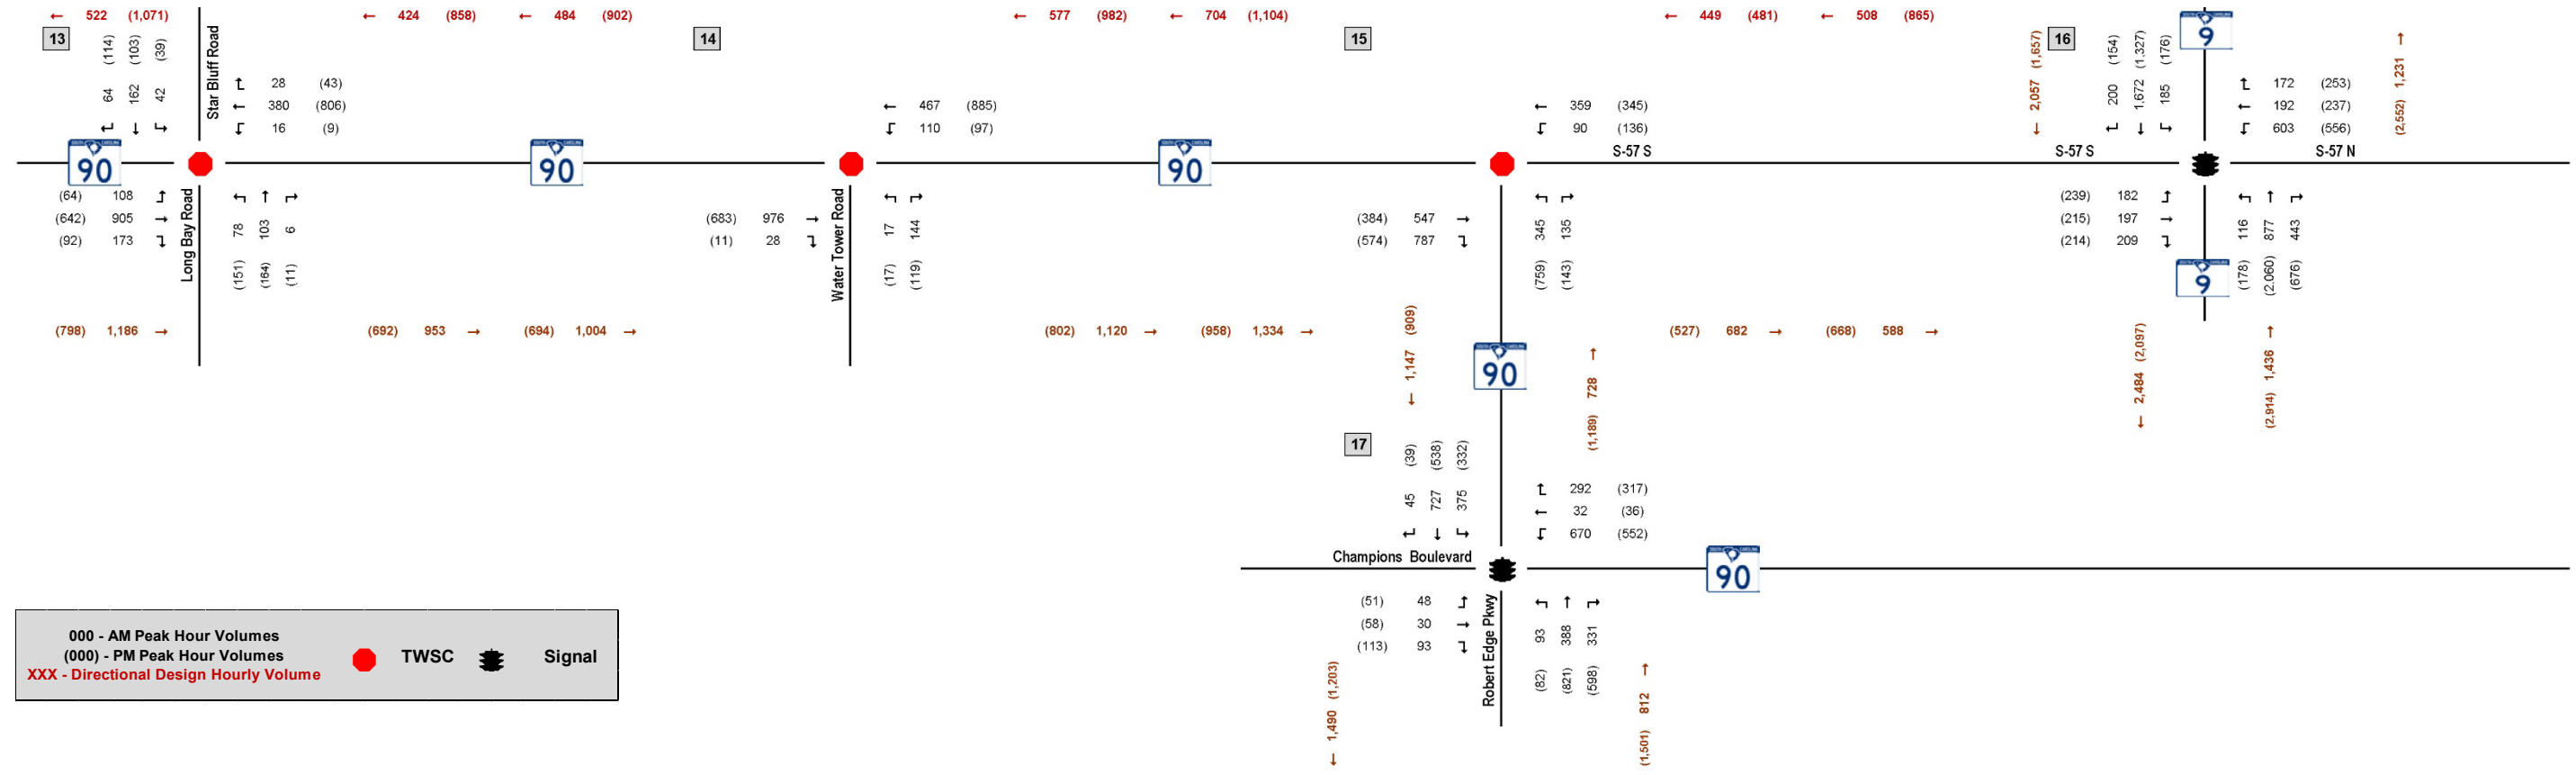 ← 522 (1,071)
← 424 (858)
← 484 (902)
← 577 (982)
← 704 (1,104)
← 449 (481)
← 508 (865)
13
(114) (103) (39)
64 162 42
Star Bluff Road
28 (43)
← 380 (806)
16 (9)
90
(64) 108
(642) 905 →
(92) 173
Long Bay Road
78 103 6
(151) (164) (11)
(798) 1,186 →
(692) 953 →
(694) 1,004 →
90
14
← 467 (885)
110 (97)
(683) 976 →
(11) 28
Water Tower Road
17 144
(17) (119)
(802) 1,120 →
(958) 1,334 →
90
15
← 359 (345)
90 (136)
S-57 S
(384) 547 →
(574) 787
345 135
(759) (143)
(527) 682 →
(668) 588 →
← 1,147 (909)
(1,189) 728 →
90
16
← 2,057 (1,657)
(154) (1,327) (176)
200 1,672 185
9
(2,552) 1,231 →
172 (253)
← 192 (237)
603 (556)
S-57 S
S-57 N
(239) 182
(215) 197 →
(214) 209
116 877 443
(178) (2,060) (676)
9
← 2,484 (2,097)
(2,914) 1,436 →
17
(39) (538) (332)
45 727 375
292 (317)
← 32 (36)
670 (552)
Champions Boulevard
90
(51) 48
(58) 30 →
(113) 93
Robert Edge Pkwy
93 388 331
(82) (821) (598)
← 1,490 (1,203)
(1,501) 812 →
000 - AM Peak Hour Volumes
(000) - PM Peak Hour Volumes
XXX - Directional Design Hourly Volume
TWSC
Signal